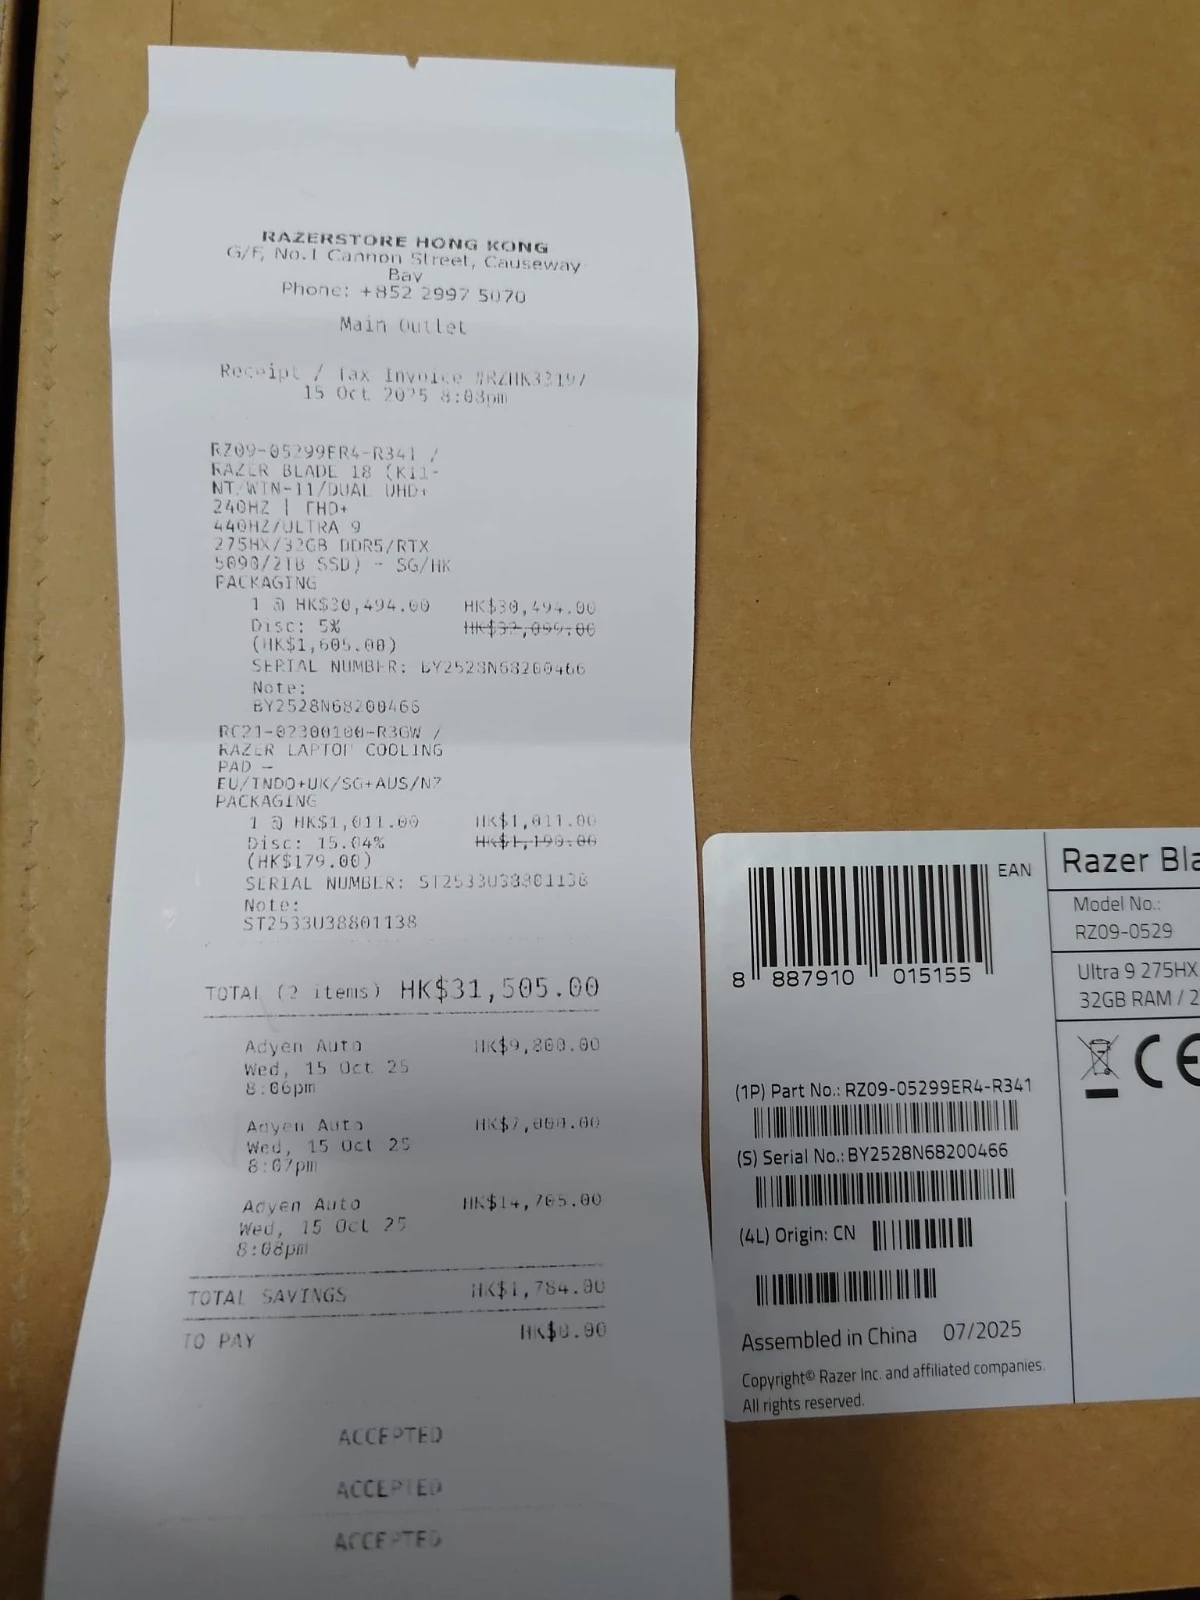 RAZERSTORE HONG KONG
G/F, No.1 Cannon Street, Causeway
Bay
Phone: +852 2997 5070
Main Outlet
Receipt / Tax Invoice #RZHK33197
15 Oct 2025 8:08pm
RZ09-05299ER4-R341 /
RAZER BLADE 18 (K11-
NT/WIN-11/DUAL UHD+
240HZ | FHD+
440HZ/ULTRA 9
275HX/32GB DDR5/RTX
5090/2TB SSD) - SG/HK
PACKAGING
1 @ HK$30,494.00 HK$30,494.00
Disc: 5% HK$32,099.00
(HK$1,605.00)
SERIAL NUMBER: BY2528N68200466
Note:
BY2528N68200466
RC21-02300100-R3GW /
RAZER LAPTOP COOLING
PAD -
EU/INDO+UK/SG+AUS/NZ
PACKAGING
1 @ HK$1,011.00 HK$1,011.00
Disc: 15.04% HK$1,190.00
(HK$179.00)
SERIAL NUMBER: ST2533U38801138
Note:
ST2533U38801138
TOTAL (2 items) HK$31,505.00
Adyen Auto HK$9,800.00
Wed, 15 Oct 25
8:06pm
Adyen Auto HK$7,000.00
Wed, 15 Oct 25
8:07pm
Adyen Auto HK$14,705.00
Wed, 15 Oct 25
8:08pm
TOTAL SAVINGS HK$1,784.00
TO PAY HK$0.00
ACCEPTED
ACCEPTED
ACCEPTED
EAN
8 887910 015155
(1P) Part No.: RZ09-05299ER4-R341
(S) Serial No.: BY2528N68200466
(4L) Origin: CN
Assembled in China 07/2025
Copyright© Razer Inc. and affiliated companies.
All rights reserved.
Razer Bla
Model No.:
RZ09-0529
Ultra 9 275HX
32GB RAM / 2
CE